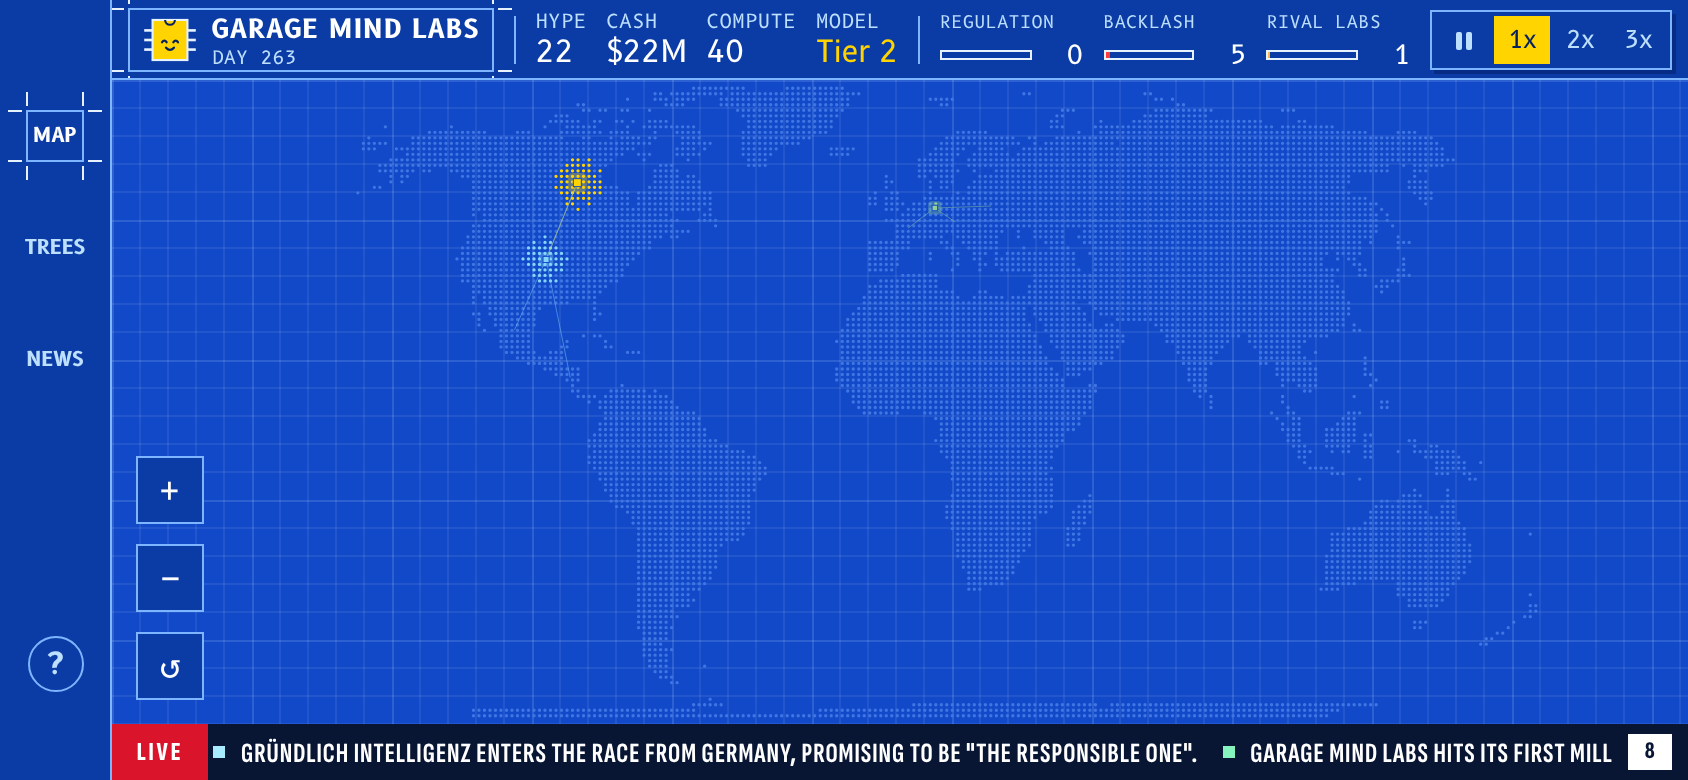 GARAGE MIND LABS
DAY 263
HYPE
22
CASH
$22M
COMPUTE
40
MODEL
Tier 2
REGULATION
0
BACKLASH
5
RIVAL LABS
1
1x
2x
3x
MAP
TREES
NEWS
+
−
↺
?
LIVE
GRÜNDLICH INTELLIGENZ ENTERS THE RACE FROM GERMANY, PROMISING TO BE "THE RESPONSIBLE ONE".
GARAGE MIND LABS HITS ITS FIRST MILL
8